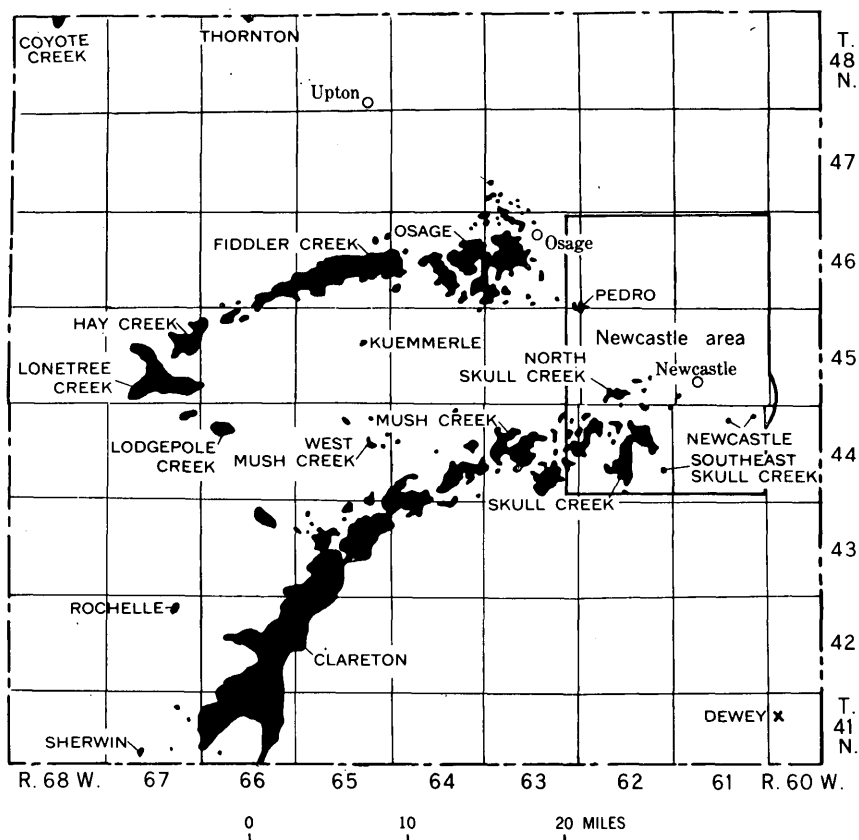 COYOTE
CREEK
THORNTON
T.
48
N.
Upton
47
OSAGE
Osage
FIDDLER CREEK
46
PEDRO
HAY CREEK
KUEMMERLE
Newcastle area
45
LONETREE
CREEK
NORTH
SKULL CREEK
Newcastle
MUSH CREEK
LODGEPOLE
CREEK
WEST
MUSH CREEK
NEWCASTLE
44
SOUTHEAST
SKULL CREEK
SKULL CREEK
43
ROCHELLE
42
CLARETON
DEWEY X
T.
41
N.
SHERWIN
R. 68 W. 67 66 65 64 63 62 61 R. 60 W.
0 10 20 MILES